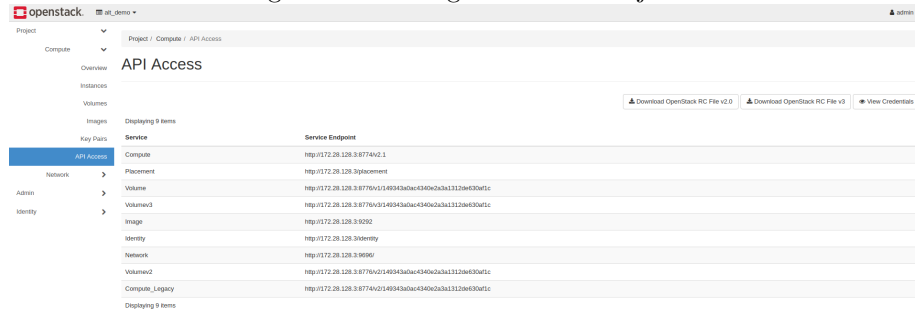 openstack. alt_demo admin
Project
Project / Compute / API Access
Compute
API Access
Overview
Instances
Volumes
Download OpenStack RC File v2.0 Download OpenStack RC File v3 View Credentials
Images
Displaying 9 items
Key Pairs
Service Service Endpoint
API Access
Compute http://172.28.128.3:8774/v2.1
Network
Placement http://172.28.128.3/placement
Admin
Volume http://172.28.128.3:8776/v1/149343a0ac4340e2a3a1312de630af1c
Identity
Volumev3 http://172.28.128.3:8776/v3/149343a0ac4340e2a3a1312de630af1c
Image http://172.28.128.3:9292
Identity http://172.28.128.3/identity
Network http://172.28.128.3:9696/
Volumev2 http://172.28.128.3:8776/v2/149343a0ac4340e2a3a1312de630af1c
Compute_Legacy http://172.28.128.3:8774/v2/149343a0ac4340e2a3a1312de630af1c
Displaying 9 items